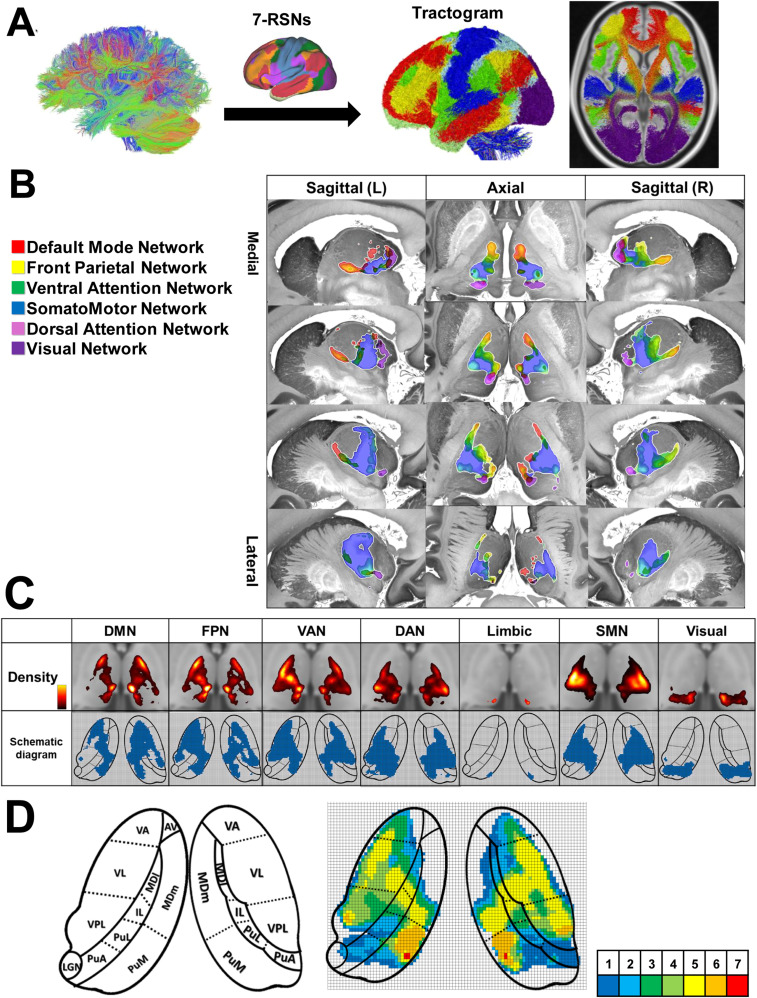 A
7-RSNs
Tractogram
B
Sagittal (L)
Axial
Sagittal (R)
Default Mode Network
Front Parietal Network
Ventral Attention Network
SomatoMotor Network
Dorsal Attention Network
Visual Network
Medial
Lateral
C
DMN
FPN
VAN
DAN
Limbic
SMN
Visual
Density
Schematic
diagram
D
VA
AV
VL
MDl
MDm
VPL
IL
PuL
PuA
LGN
PuM
VA
MDl
VL
MDm
IL
VPL
PuL
PuA
PuM
1
2
3
4
5
6
7